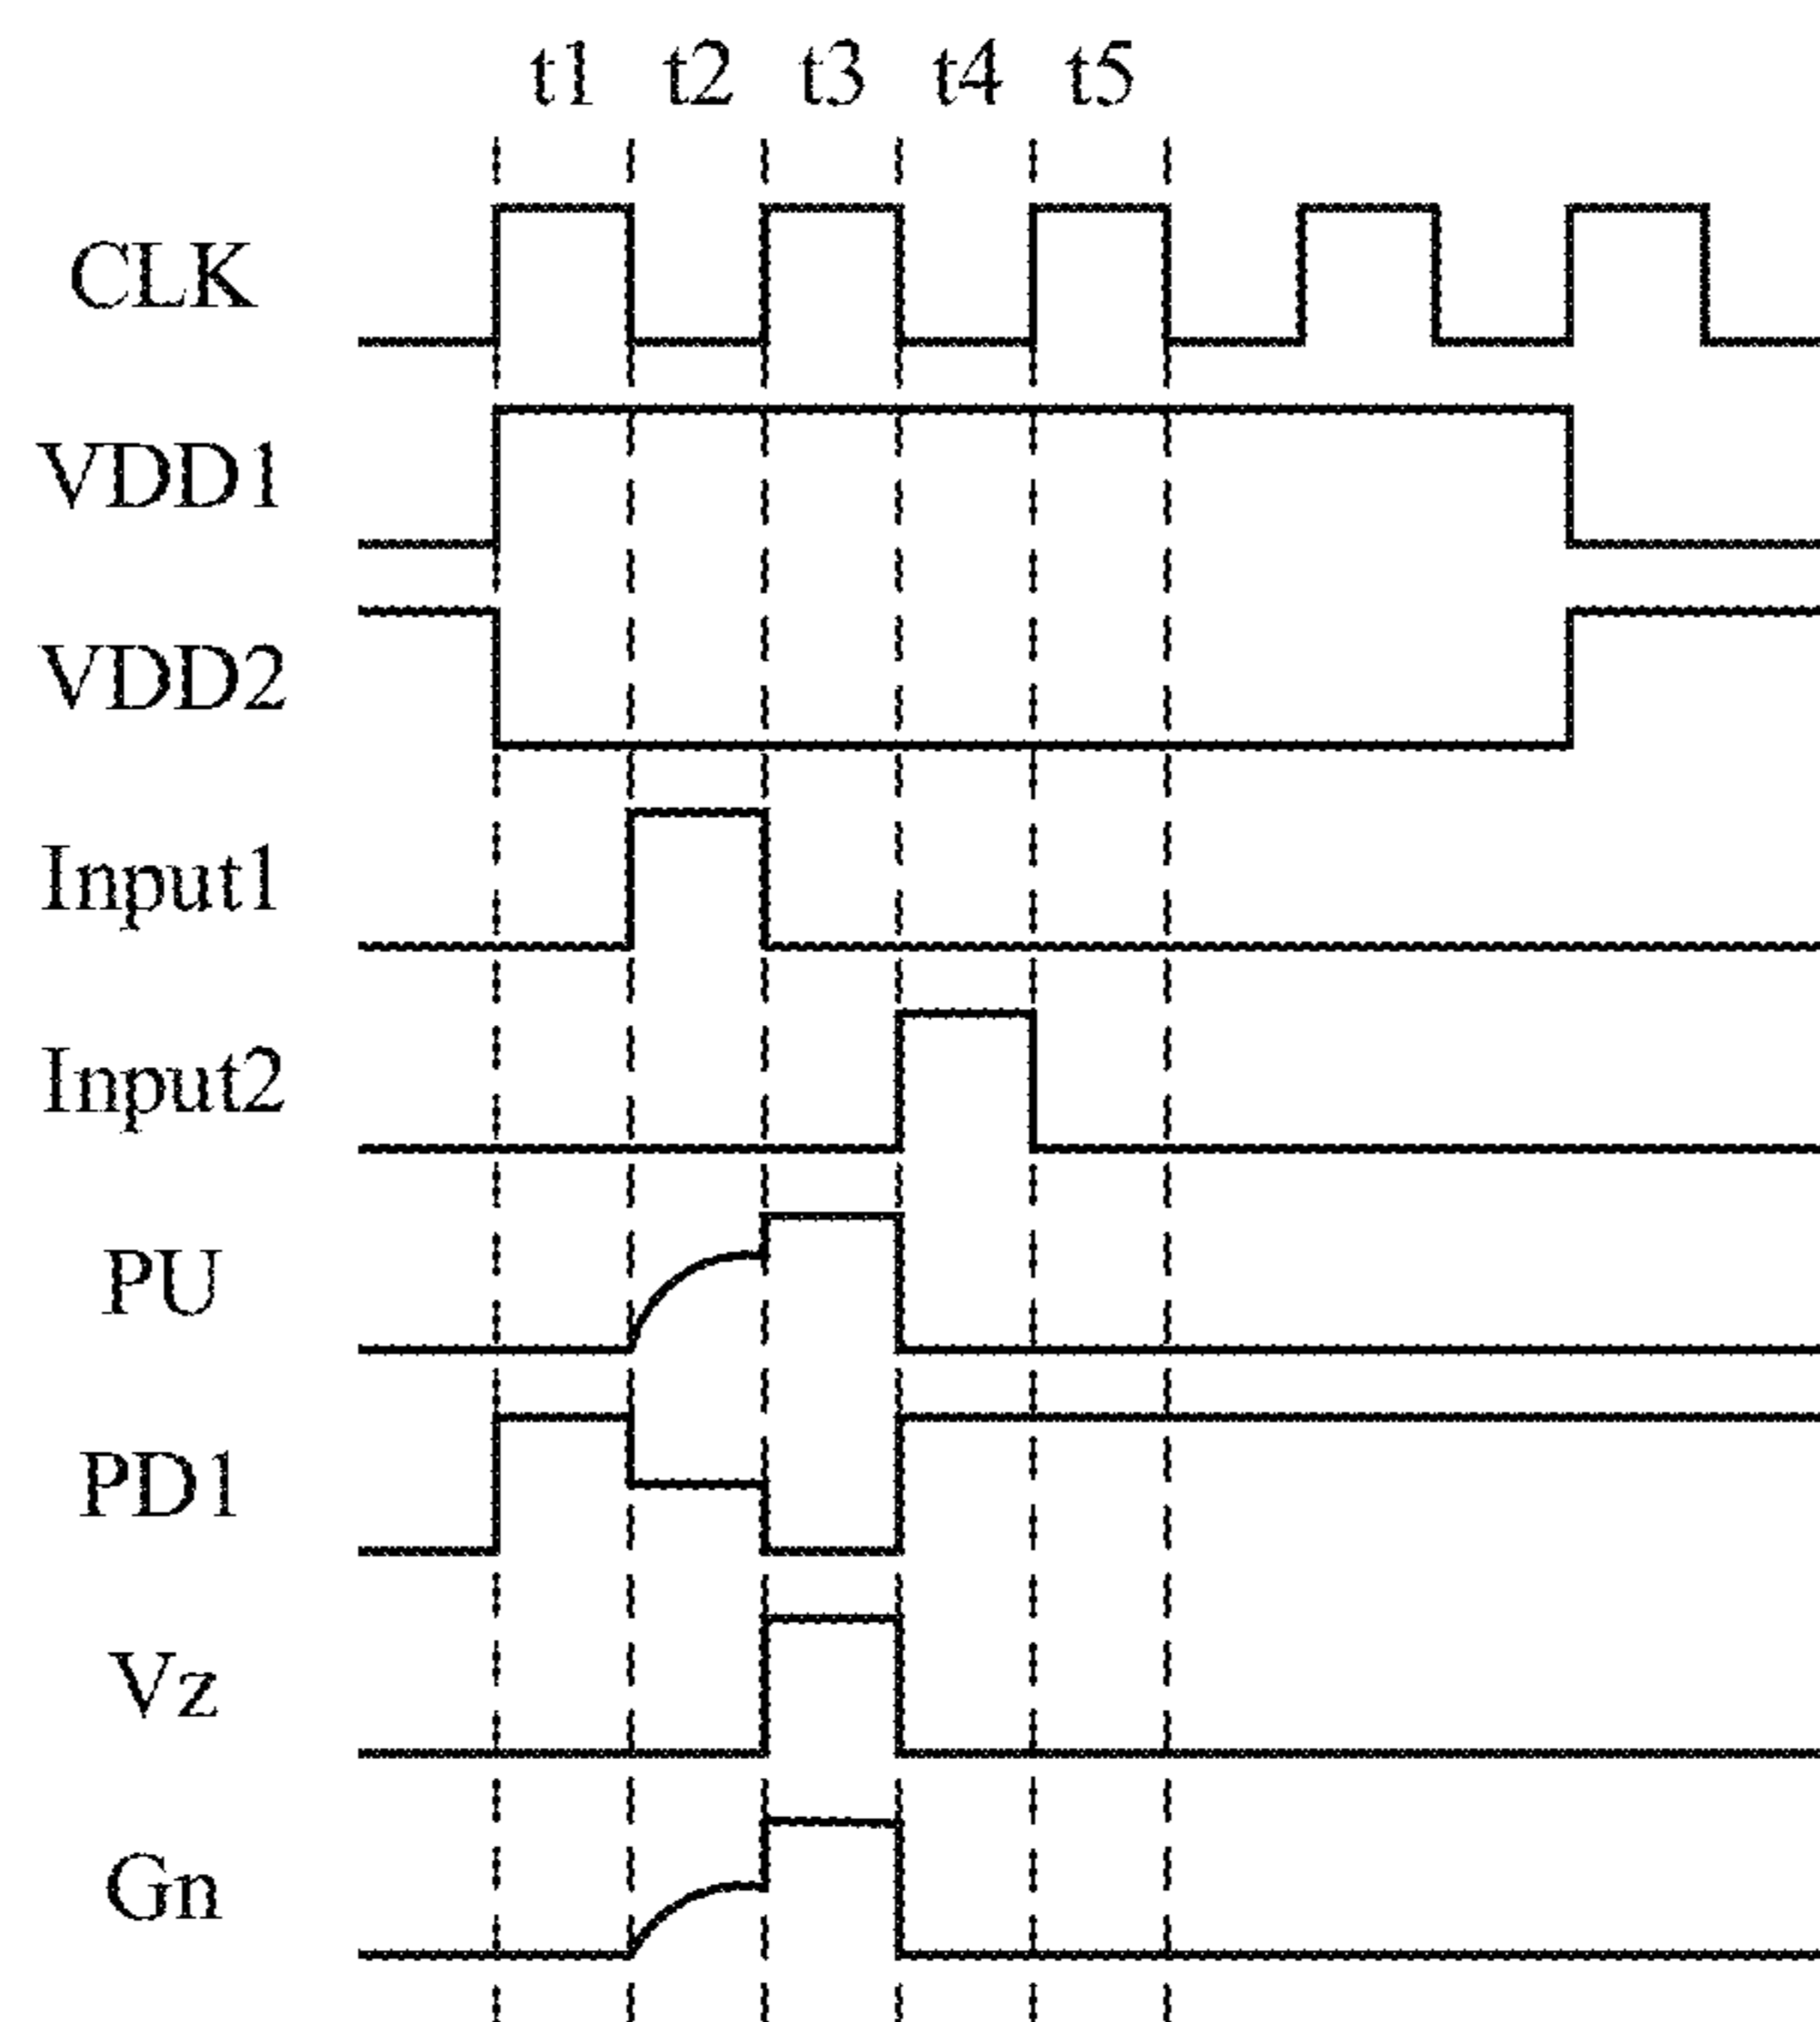 t1 t2 t3 t4 t5
CLK
VDD1
VDD2
Input1
Input2
PU
PD1
Vz
Gn